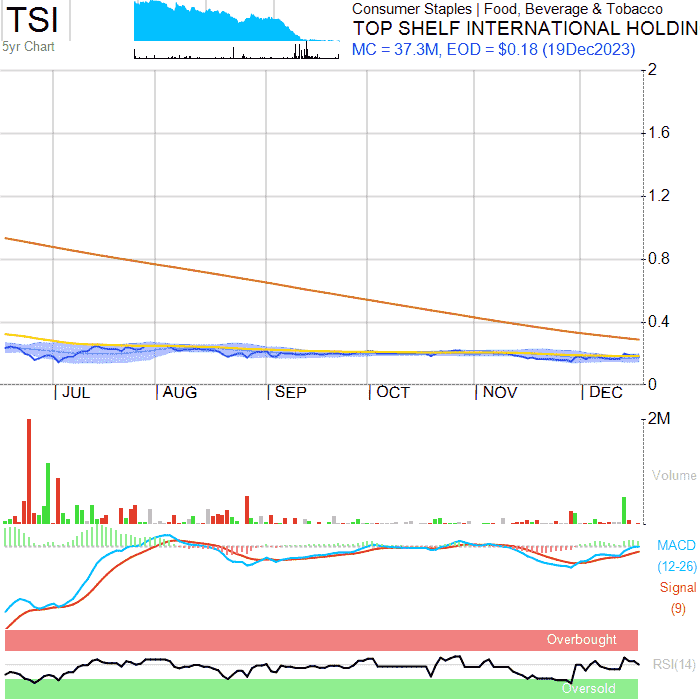 TSI
5yr Chart
Consumer Staples | Food, Beverage & Tobacco
TOP SHELF INTERNATIONAL HOLDIN
MC = 37.3M, EOD = $0.18 (19Dec2023)
2
1.6
1.2
0.8
0.4
0
| JUL | AUG | SEP | OCT | NOV | DEC
2M
Volume
MACD
(12-26)
Signal
(9)
Overbought
RSI(14)
Oversold